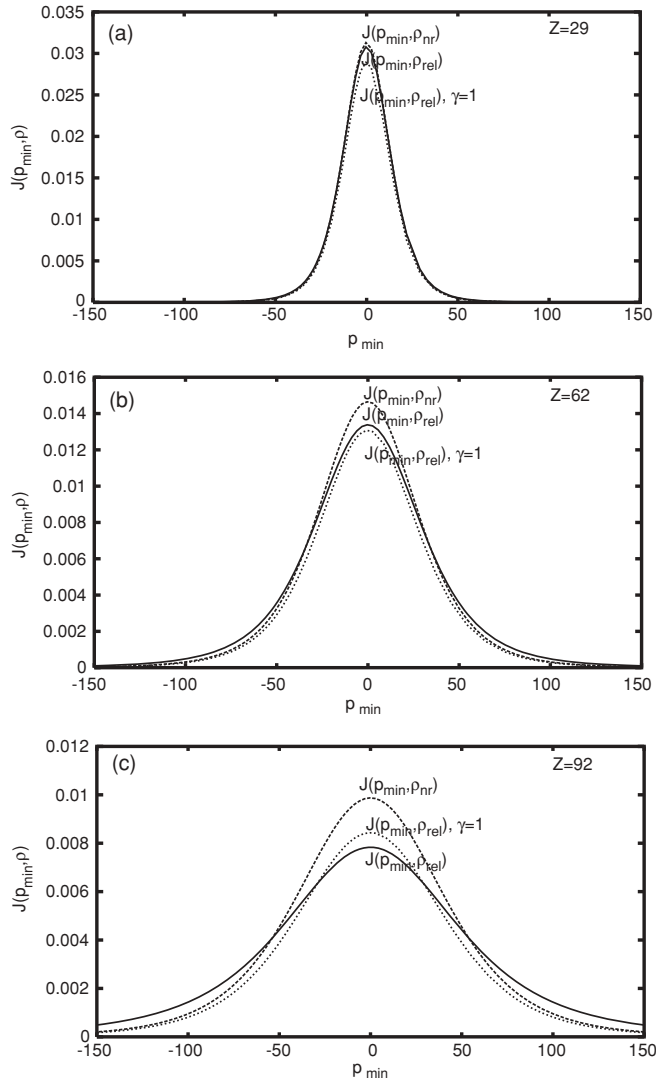 (a)
Z=29
J(p_min,ρ_nr)
J(p_min,ρ_rel)
J(p_min,ρ_rel), γ=1
J(p_min,ρ)
0.035
0.03
0.025
0.02
0.015
0.01
0.005
0
-150 -100 -50 0 50 100 150
p_min
(b)
Z=62
J(p_min,ρ_nr)
J(p_min,ρ_rel)
J(p_min,ρ_rel), γ=1
J(p_min,ρ)
0.016
0.014
0.012
0.01
0.008
0.006
0.004
0.002
0
-150 -100 -50 0 50 100 150
p_min
(c)
Z=92
J(p_min,ρ_nr)
J(p_min,ρ_rel), γ=1
J(p_min,ρ_rel)
J(p_min,ρ)
0.012
0.01
0.008
0.006
0.004
0.002
0
-150 -100 -50 0 50 100 150
p_min